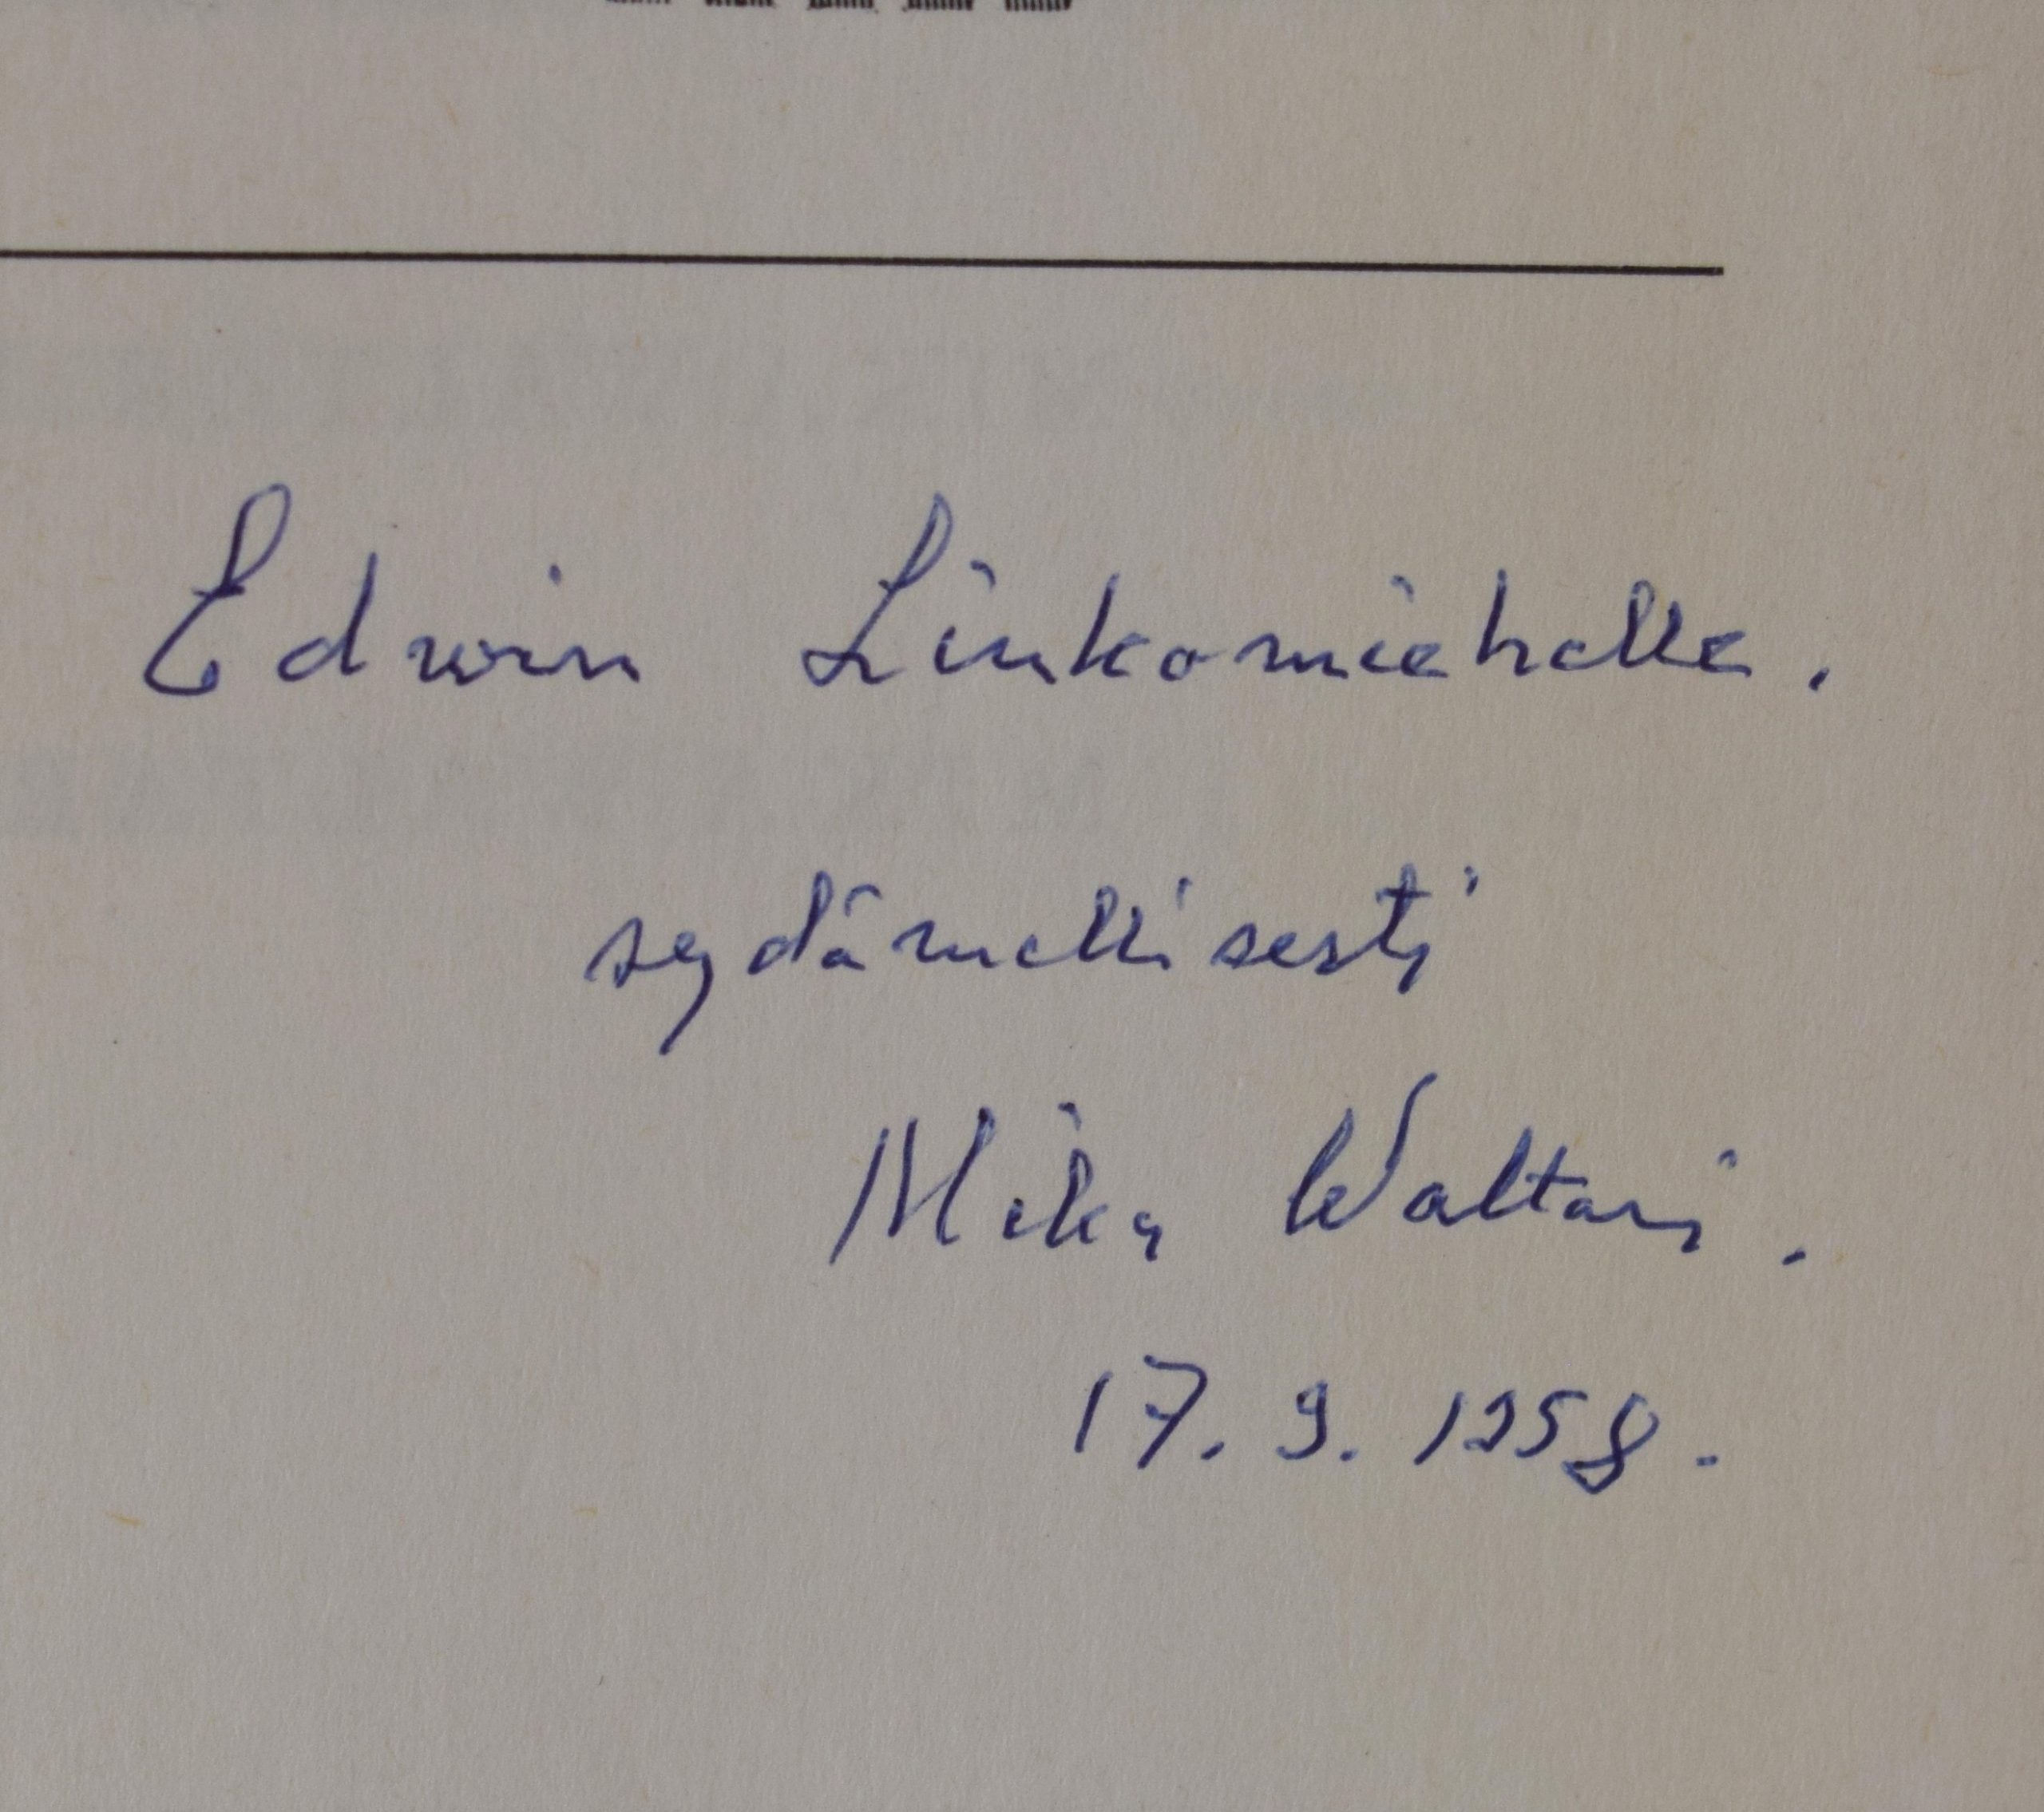 Edwin Linkomiehelle.
sydämellisesti
Mika Waltari.
17. 9. 1958.